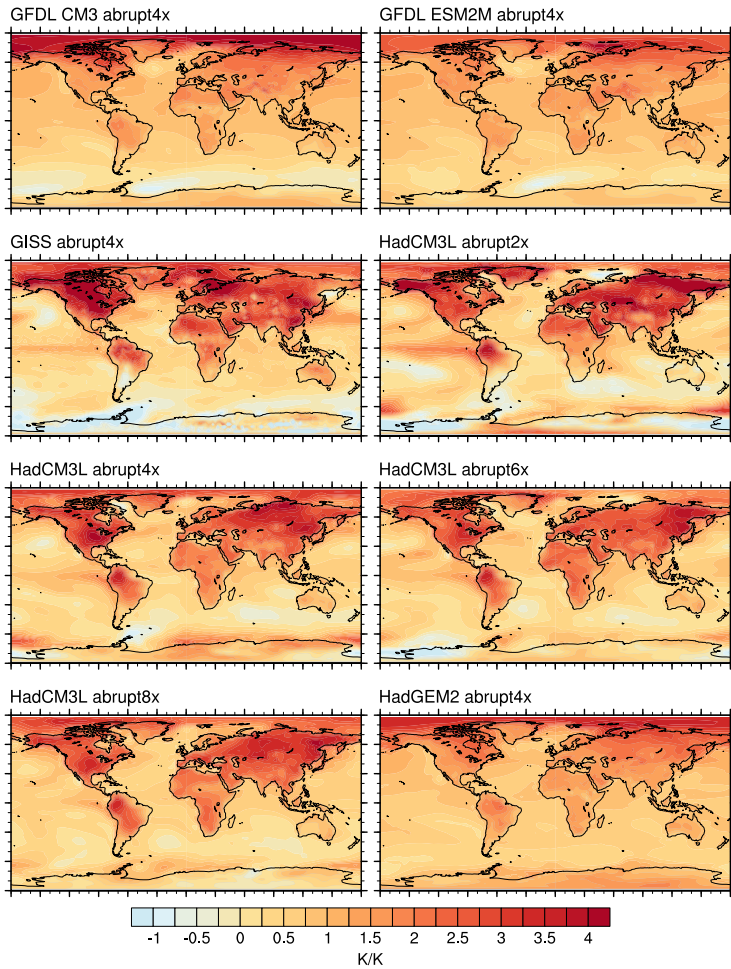 GFDL CM3 abrupt4x
GFDL ESM2M abrupt4x
GISS abrupt4x
HadCM3L abrupt2x
HadCM3L abrupt4x
HadCM3L abrupt6x
HadCM3L abrupt8x
HadGEM2 abrupt4x
-1 -0.5 0 0.5 1 1.5 2 2.5 3 3.5 4
K/K